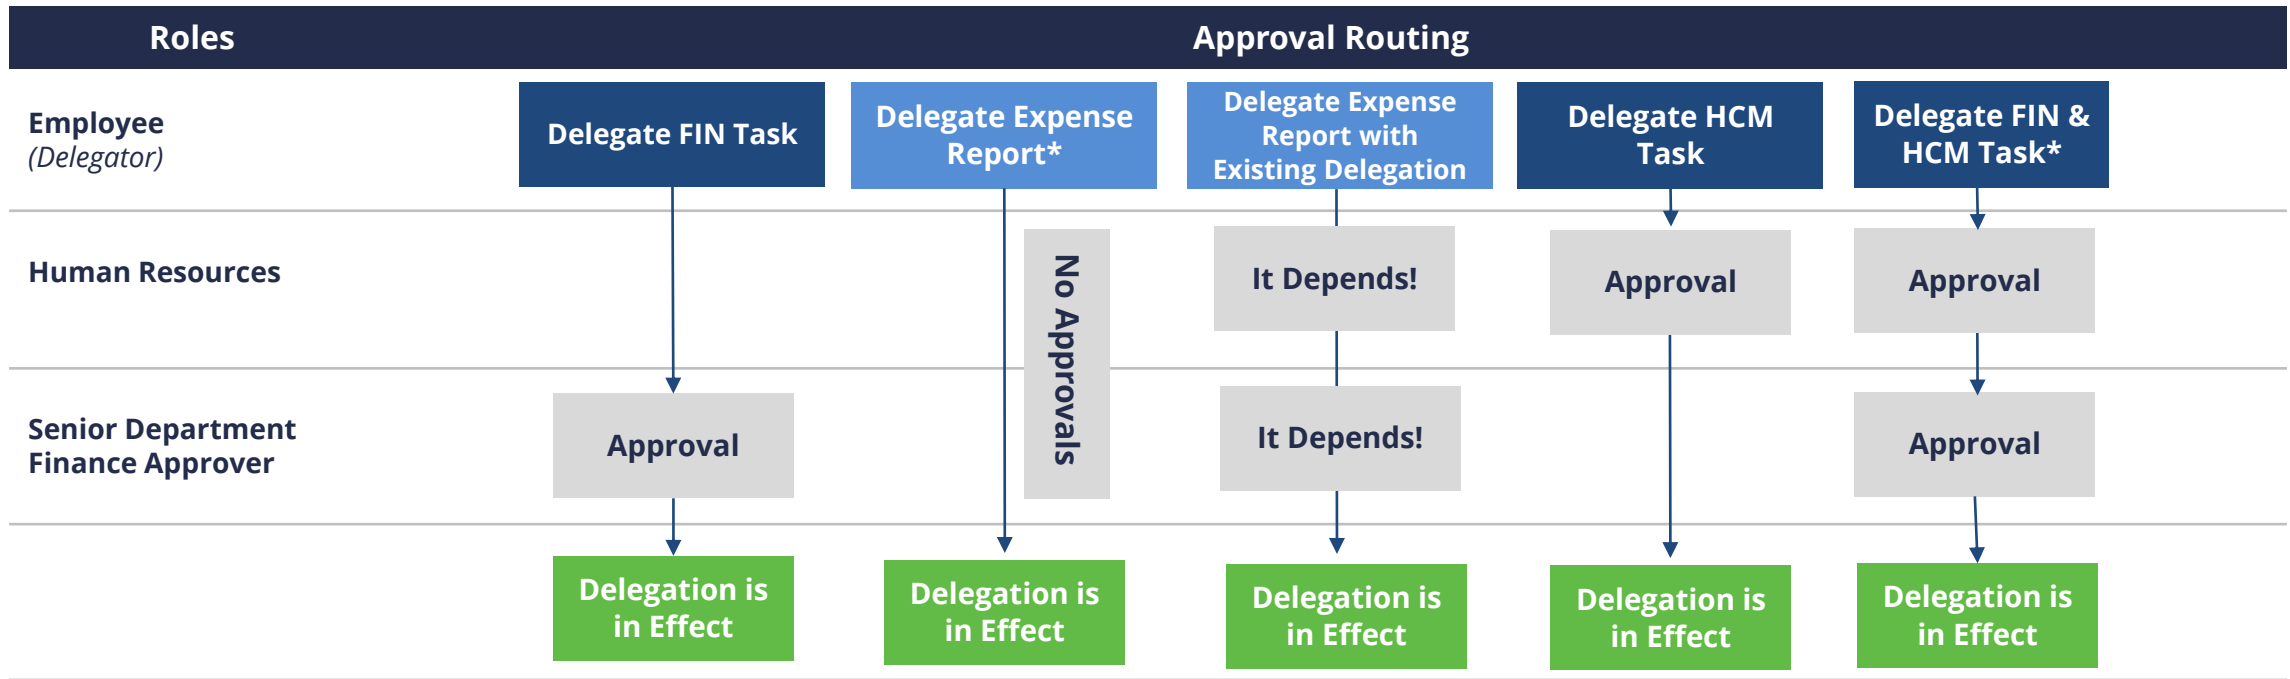 Roles
Approval Routing
Employee
(Delegator)
Delegate FIN Task
Delegate Expense
Report*
Delegate Expense
Report with
Existing Delegation
Delegate HCM
Task
Delegate FIN &
HCM Task*
Human Resources
No Approvals
It Depends!
Approval
Approval
Senior Department
Finance Approver
Approval
It Depends!
Approval
Delegation is
in Effect
Delegation is
in Effect
Delegation is
in Effect
Delegation is
in Effect
Delegation is
in Effect